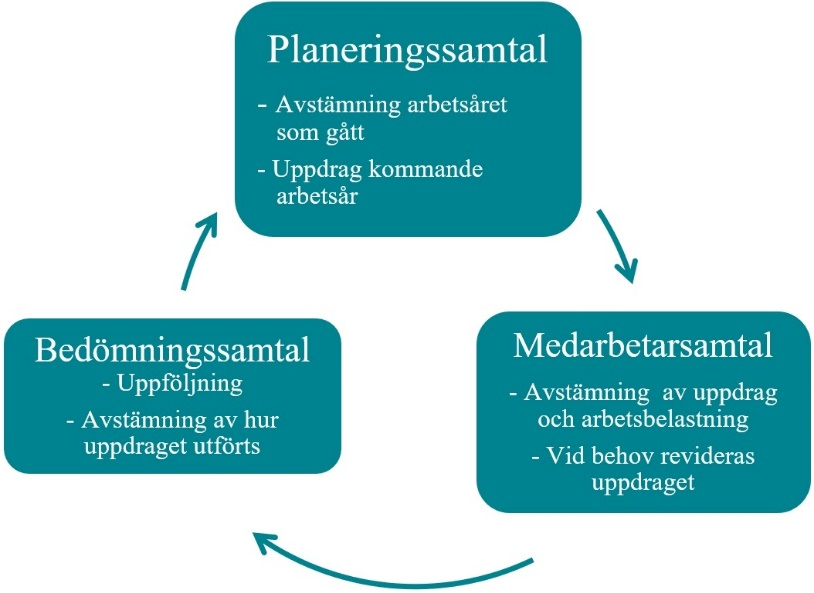 Planeringssamtal
- Avstämning arbetsåret
som gått
- Uppdrag kommande
arbetsår
Medarbetarsamtal
- Avstämning  av uppdrag
och arbetsbelastning
- Vid behov revideras
uppdraget
Bedömningssamtal
- Uppföljning
- Avstämning av hur
uppdraget utförts